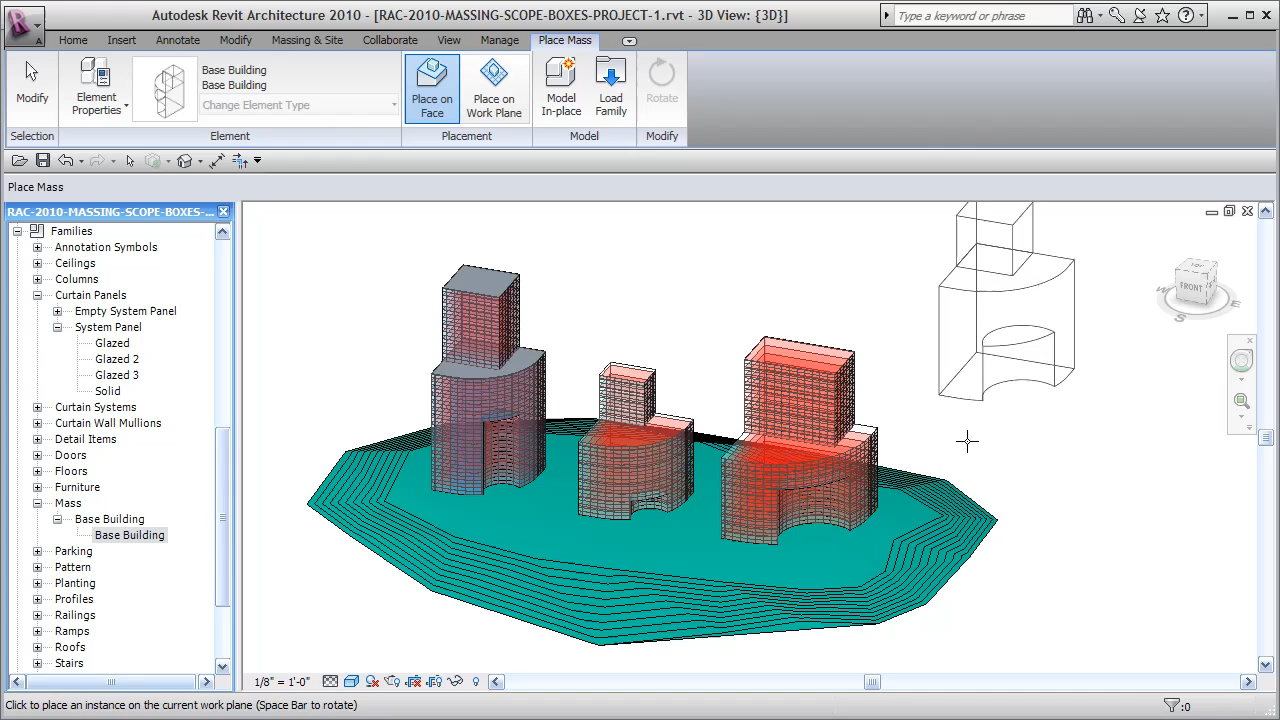 Autodesk Revit Architecture 2010 - [RAC-2010-MASSING-SCOPE-BOXES-PROJECT-1.rvt - 3D View: {3D}]
Type a keyword or phrase
Home Insert Annotate Modify Massing & Site Collaborate View Manage Place Mass
Modify
Element Properties
Base Building
Base Building
Change Element Type
Place on Face
Place on Work Plane
Model In-place
Load Family
Rotate
Selection Element Placement Model Modify
Place Mass
RAC-2010-MASSING-SCOPE-BOXES-...
Families
Annotation Symbols
Ceilings
Columns
Curtain Panels
Empty System Panel
System Panel
Glazed
Glazed 2
Glazed 3
Solid
Curtain Systems
Curtain Wall Mullions
Detail Items
Doors
Floors
Furniture
Mass
Base Building
Base Building
Parking
Pattern
Planting
Profiles
Railings
Ramps
Roofs
Stairs
FRONT
W
E
S
1/8" = 1'-0"
Click to place an instance on the current work plane (Space Bar to rotate)
:0